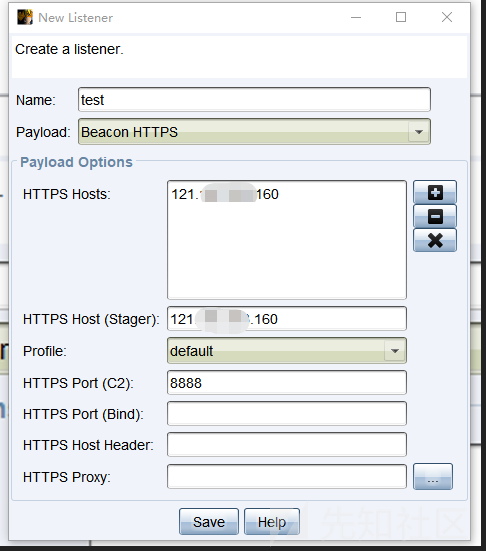 New Listener
Create a listener.
Name: test
Payload: Beacon HTTPS
Payload Options
HTTPS Hosts: 121. 160
HTTPS Host (Stager): 121 .160
Profile: default
HTTPS Port (C2): 8888
HTTPS Port (Bind):
HTTPS Host Header:
HTTPS Proxy: ...
Save Help
先知社区